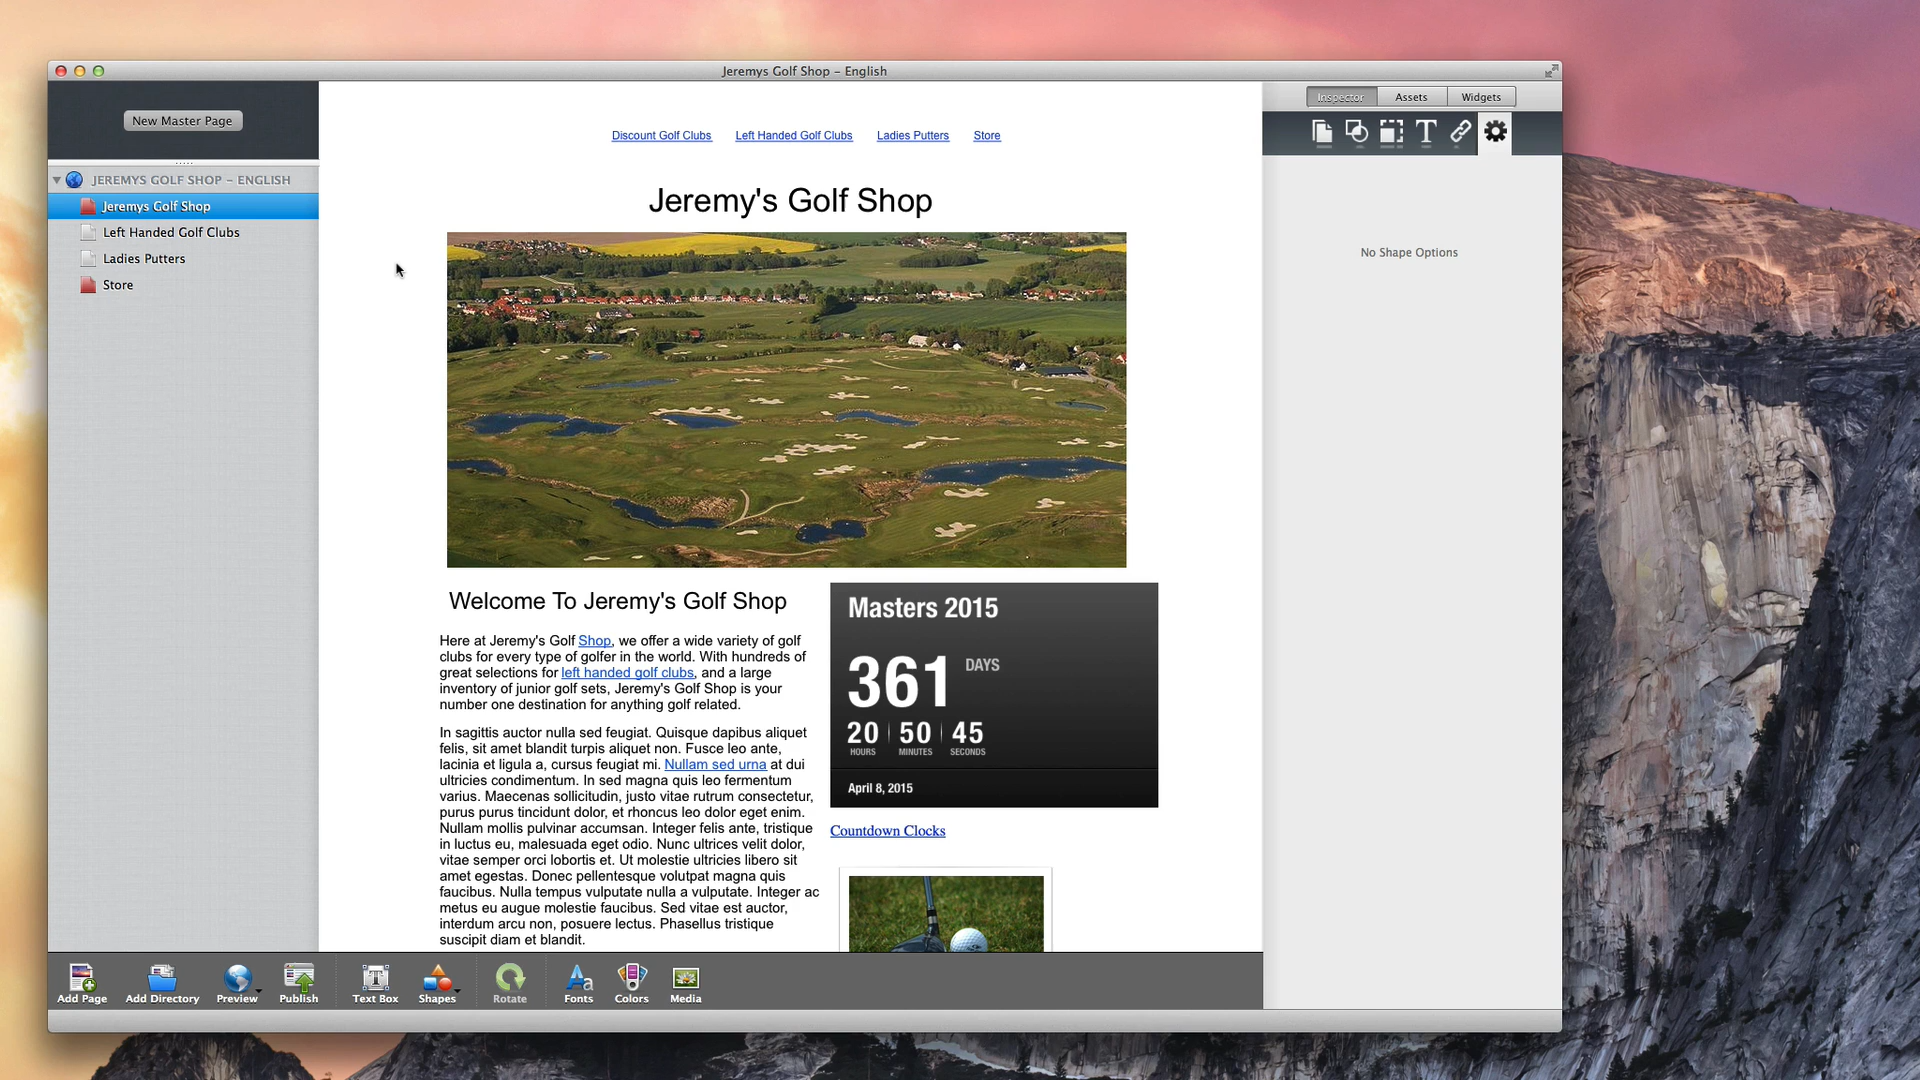 Jeremys Golf Shop – English
New Master Page
JEREMYS GOLF SHOP – ENGLISH
Jeremys Golf Shop
Left Handed Golf Clubs
Ladies Putters
Store
Discount Golf Clubs Left Handed Golf Clubs Ladies Putters Store
Jeremy's Golf Shop
Welcome To Jeremy's Golf Shop
Here at Jeremy's Golf Shop, we offer a wide variety of golf
clubs for every type of golfer in the world. With hundreds of
great selections for left handed golf clubs, and a large
inventory of junior golf sets, Jeremy's Golf Shop is your
number one destination for anything golf related.
In sagittis auctor nulla sed feugiat. Quisque dapibus aliquet
felis, sit amet blandit turpis aliquet non. Fusce leo ante,
lacinia et ligula a, cursus feugiat mi. Nullam sed urna at dui
ultricies condimentum. In sed magna quis leo fermentum
varius. Maecenas sollicitudin, justo vitae rutrum consectetur,
purus purus tincidunt dolor, et rhoncus leo dolor eget enim.
Nullam mollis pulvinar accumsan. Integer felis ante, tristique
in luctus eu, malesuada eget odio. Nunc ultrices velit dolor,
vitae semper orci lobortis et. Ut molestie ultricies libero sit
amet egestas. Donec pellentesque volutpat magna quis
faucibus. Nulla tempus vulputate nulla a vulputate. Integer ac
metus eu augue molestie faucibus. Sed vitae est auctor,
interdum arcu non, posuere lectus. Phasellus tristique
suscipit diam et blandit.
Masters 2015
361 DAYS
20 50 45
HOURS MINUTES SECONDS
April 8, 2015
Countdown Clocks
Inspector Assets Widgets
T
No Shape Options
Add Page Add Directory Preview Publish Text Box Shapes Rotate Fonts Colors Media